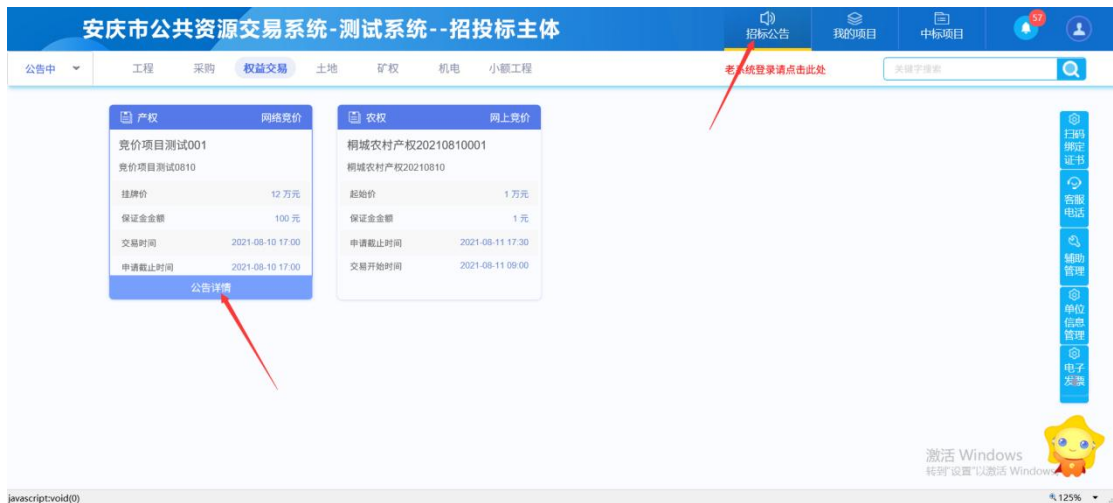 安庆市公共资源交易系统-测试系统--招投标主体
招标公告
我的项目
中标项目
57
公告中
工程
采购
权益交易
土地
矿权
机电
小额工程
老系统登录请点击此处
关键字搜索
产权
网络竞价
竞价项目测试001
竞价项目测试0810
挂牌价
12 万元
保证金金额
100 元
交易时间
2021-08-10 17:00
申请截止时间
2021-08-10 17:00
公告详情
农权
网上竞价
桐城农村产权20210810001
桐城农村产权20210810
起始价
1 万元
保证金金额
1 元
申请截止时间
2021-08-11 17:30
交易开始时间
2021-08-11 09:00
扫码
绑定
证书
客服
电话
辅助
管理
单位
信息
管理
电子
发票
激活 Windows
转到"设置"以激活 Windows
javascript:void(0)
125%